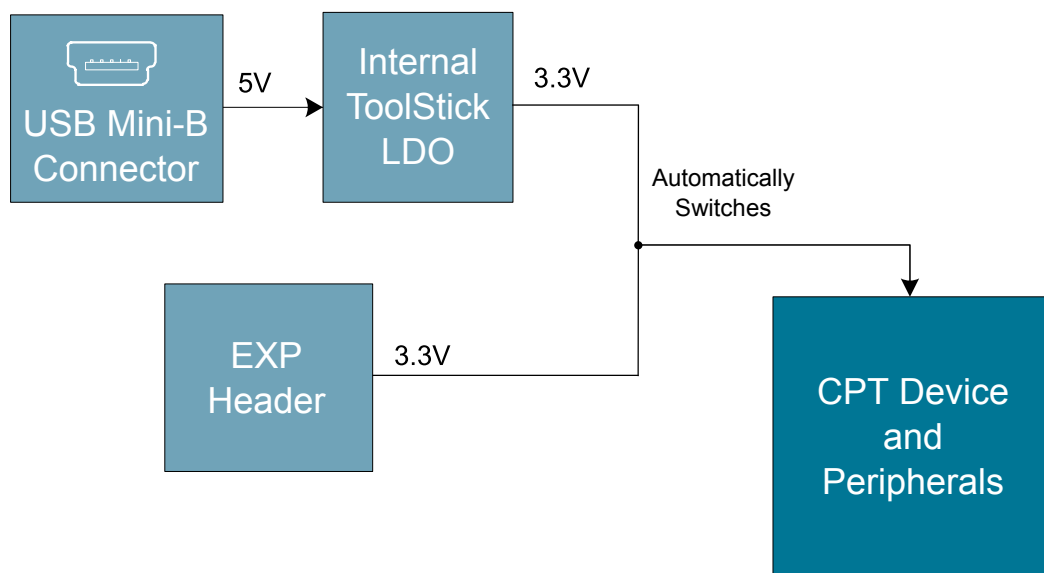 USB Mini-B
Connector
5V
Internal
ToolStick
LDO
3.3V
Automatically
Switches
EXP
Header
3.3V
CPT Device
and
Peripherals